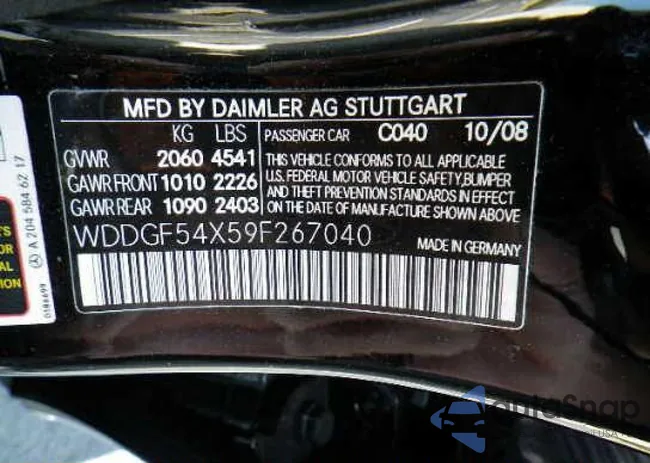 MFD BY DAIMLER AG STUTTGART
KG LBS PASSENGER CAR C040 10/08
GVWR 2060 4541 THIS VEHICLE CONFORMS TO ALL APPLICABLE
GAWR FRONT 1010 2226 U.S. FEDERAL MOTOR VEHICLE SAFETY,BUMPER
AND THEFT PREVENTION STANDARDS IN EFFECT
GAWR REAR 1090 2403 ON THE DATE OF MANUFACTURE SHOWN ABOVE.
WDDGF54X59F267040 MADE IN GERMANY
A 204 584 62 17
autoSnap